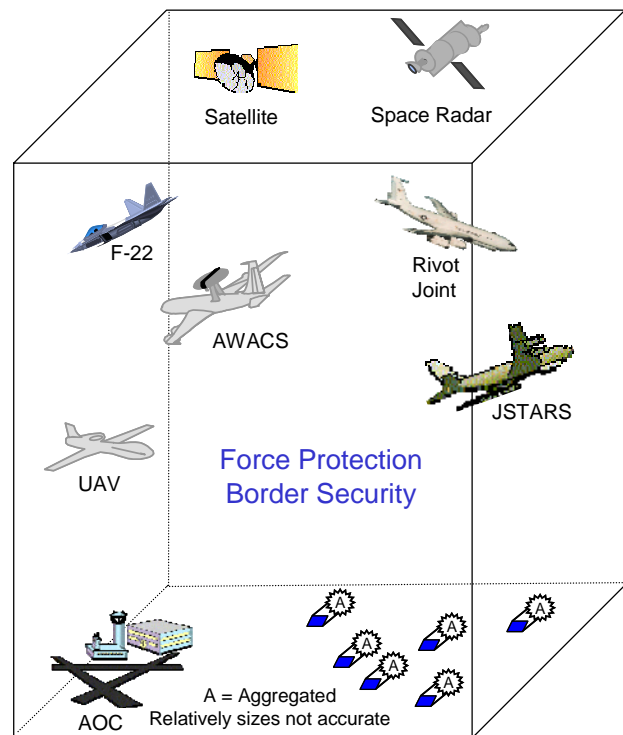 Satellite
Space Radar
F-22
Rivot
Joint
AWACS
JSTARS
UAV
Force Protection
Border Security
A
A
A
A
A
A
A = Aggregated
Relatively sizes not accurate
AOC